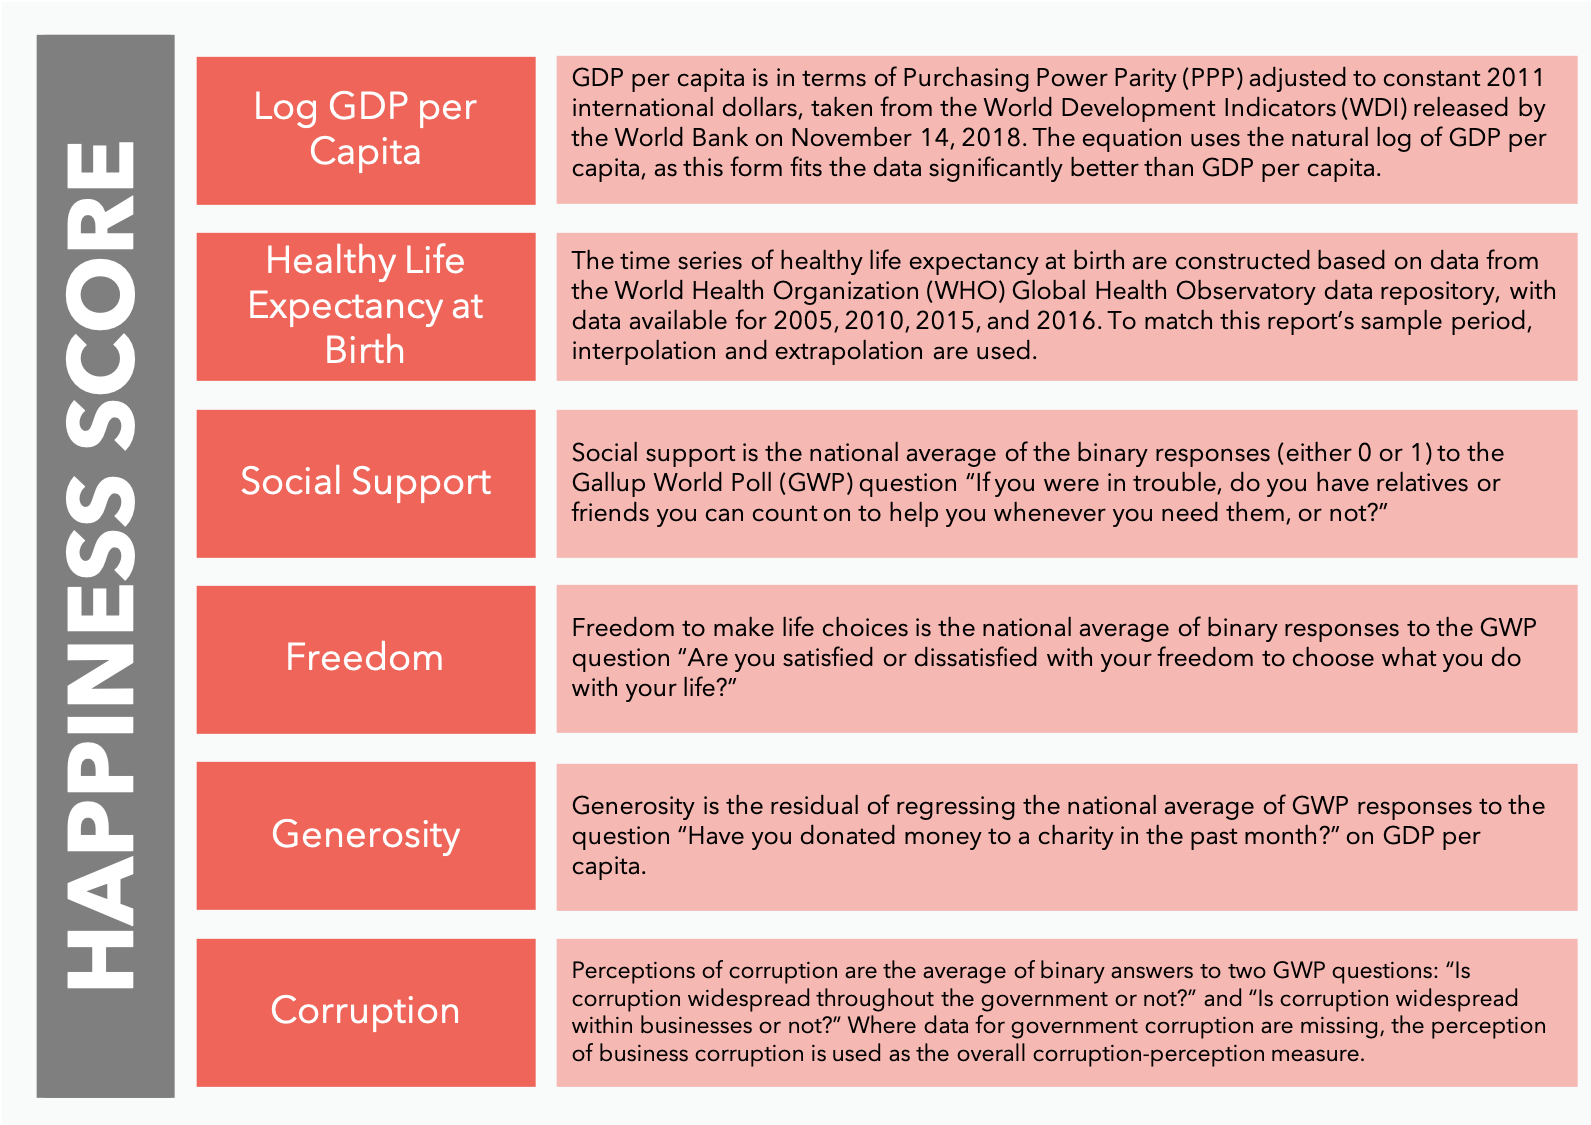 HAPPINESS SCORE
Log GDP per
Capita
GDP per capita is in terms of Purchasing Power Parity (PPP) adjusted to constant 2011
international dollars, taken from the World Development Indicators (WDI) released by
the World Bank on November 14, 2018. The equation uses the natural log of GDP per
capita, as this form fits the data significantly better than GDP per capita.
Healthy Life
Expectancy at
Birth
The time series of healthy life expectancy at birth are constructed based on data from
the World Health Organization (WHO) Global Health Observatory data repository, with
data available for 2005, 2010, 2015, and 2016. To match this report’s sample period,
interpolation and extrapolation are used.
Social Support
Social support is the national average of the binary responses (either 0 or 1) to the
Gallup World Poll (GWP) question “If you were in trouble, do you have relatives or
friends you can count on to help you whenever you need them, or not?”
Freedom
Freedom to make life choices is the national average of binary responses to the GWP
question “Are you satisfied or dissatisfied with your freedom to choose what you do
with your life?”
Generosity
Generosity is the residual of regressing the national average of GWP responses to the
question “Have you donated money to a charity in the past month?” on GDP per
capita.
Corruption
Perceptions of corruption are the average of binary answers to two GWP questions: “Is
corruption widespread throughout the government or not?” and “Is corruption widespread
within businesses or not?” Where data for government corruption are missing, the perception
of business corruption is used as the overall corruption-perception measure.